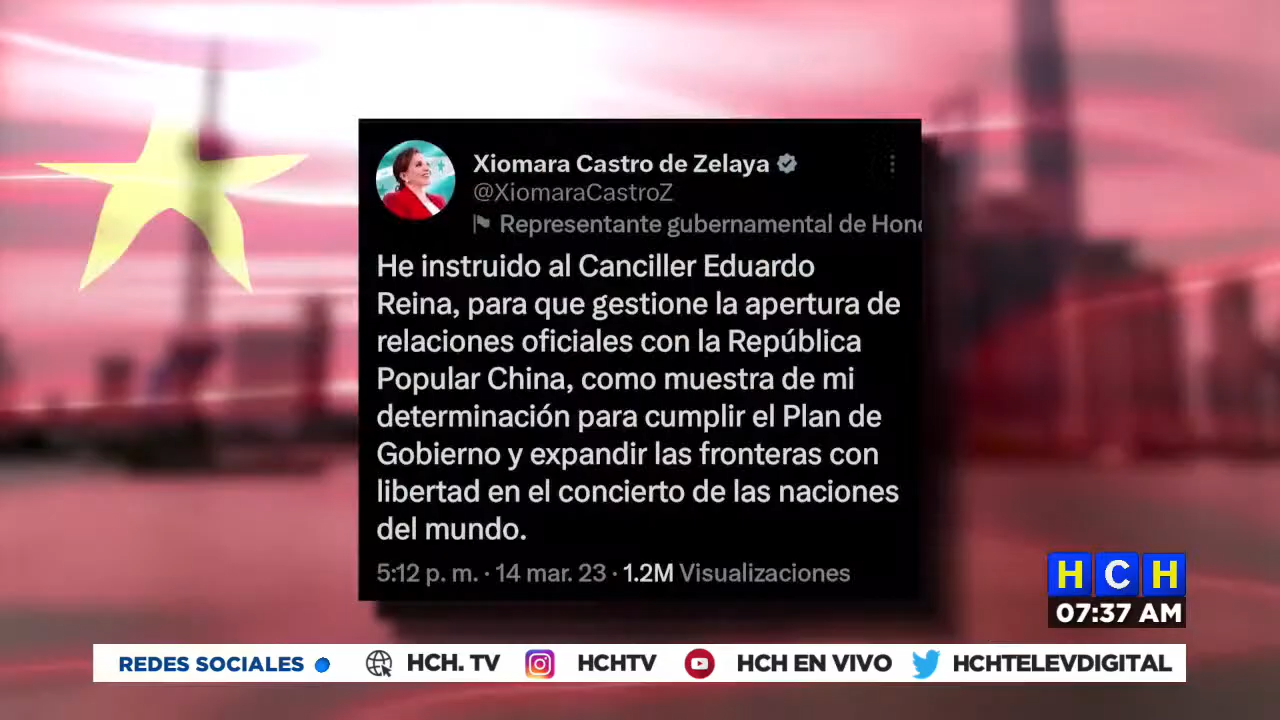 Xiomara Castro de Zelaya
@XiomaraCastroZ
Representante gubernamental de Hon
He instruido al Canciller Eduardo
Reina, para que gestione la apertura de
relaciones oficiales con la República
Popular China, como muestra de mi
determinación para cumplir el Plan de
Gobierno y expandir las fronteras con
libertad en el concierto de las naciones
del mundo.
5:12 p. m. · 14 mar. 23 · 1.2M Visualizaciones
HCH
07:37 AM
REDES SOCIALES HCH. TV HCHTV HCH EN VIVO HCHTELEVDIGITAL